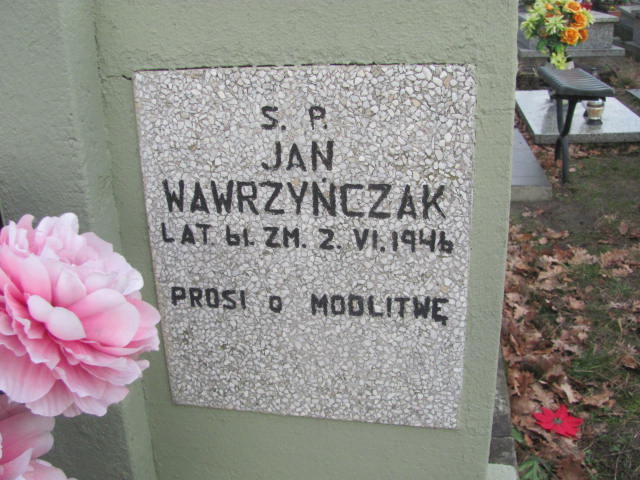 S. P.
JAN
WAWRZYŃCZAK
LAT. 61. ZM. 2. VI. 1946
PROSI O MODLITWĘ